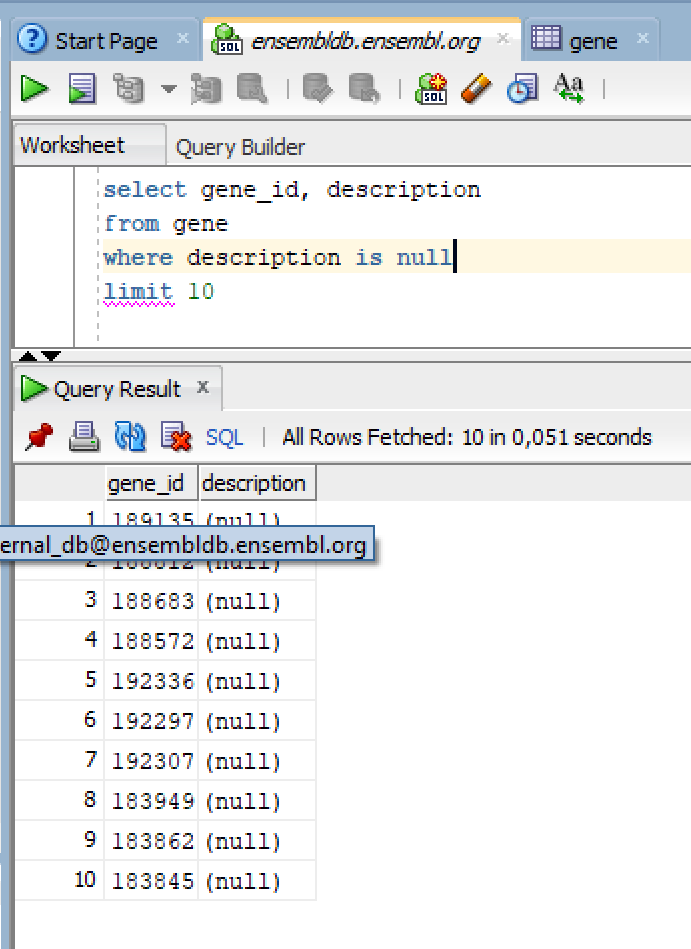 Start Page × ensembldb.ensembl.org × gene ×
Worksheet Query Builder
select gene_id, description
from gene
where description is null
limit 10
Query Result ×
SQL | All Rows Fetched: 10 in 0,051 seconds
gene_id description
1 189135 (null)
ernal_db@ensembldb.ensembl.org
2
3 188683 (null)
4 188572 (null)
5 192336 (null)
6 192297 (null)
7 192307 (null)
8 183949 (null)
9 183862 (null)
10 183845 (null)